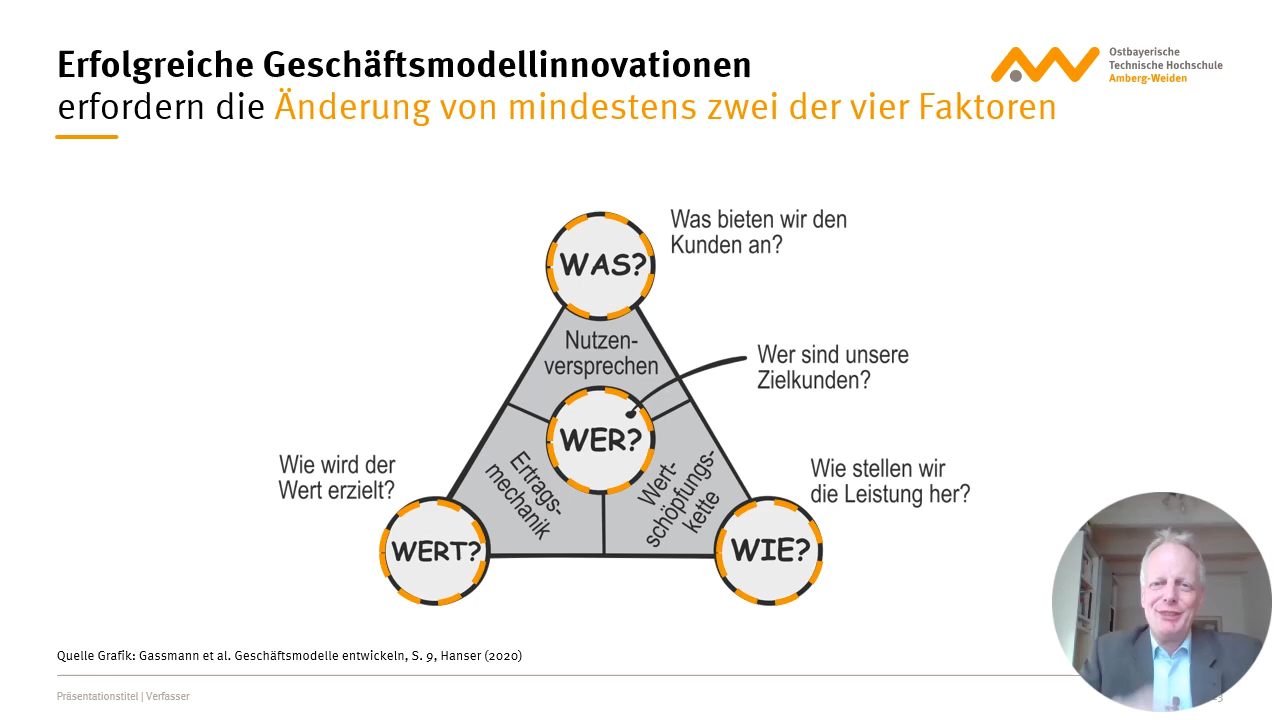 Erfolgreiche Geschäftsmodellinnovationen
erfordern die Änderung von mindestens zwei der vier Faktoren
Ostbayerische
Technische Hochschule
Amberg-Weiden
Was bieten wir den
Kunden an?
WAS?
Nutzen-
versprechen
Wer sind unsere
Zielkunden?
WER?
Wie wird der
Wert erzielt?
Ertrags-
mechanik
Wert-
schöpfungs-
kette
Wie stellen wir
die Leistung her?
WERT?
WIE?
Quelle Grafik: Gassmann et al. Geschäftsmodelle entwickeln, S. 9, Hanser (2020)
Präsentationstitel | Verfasser